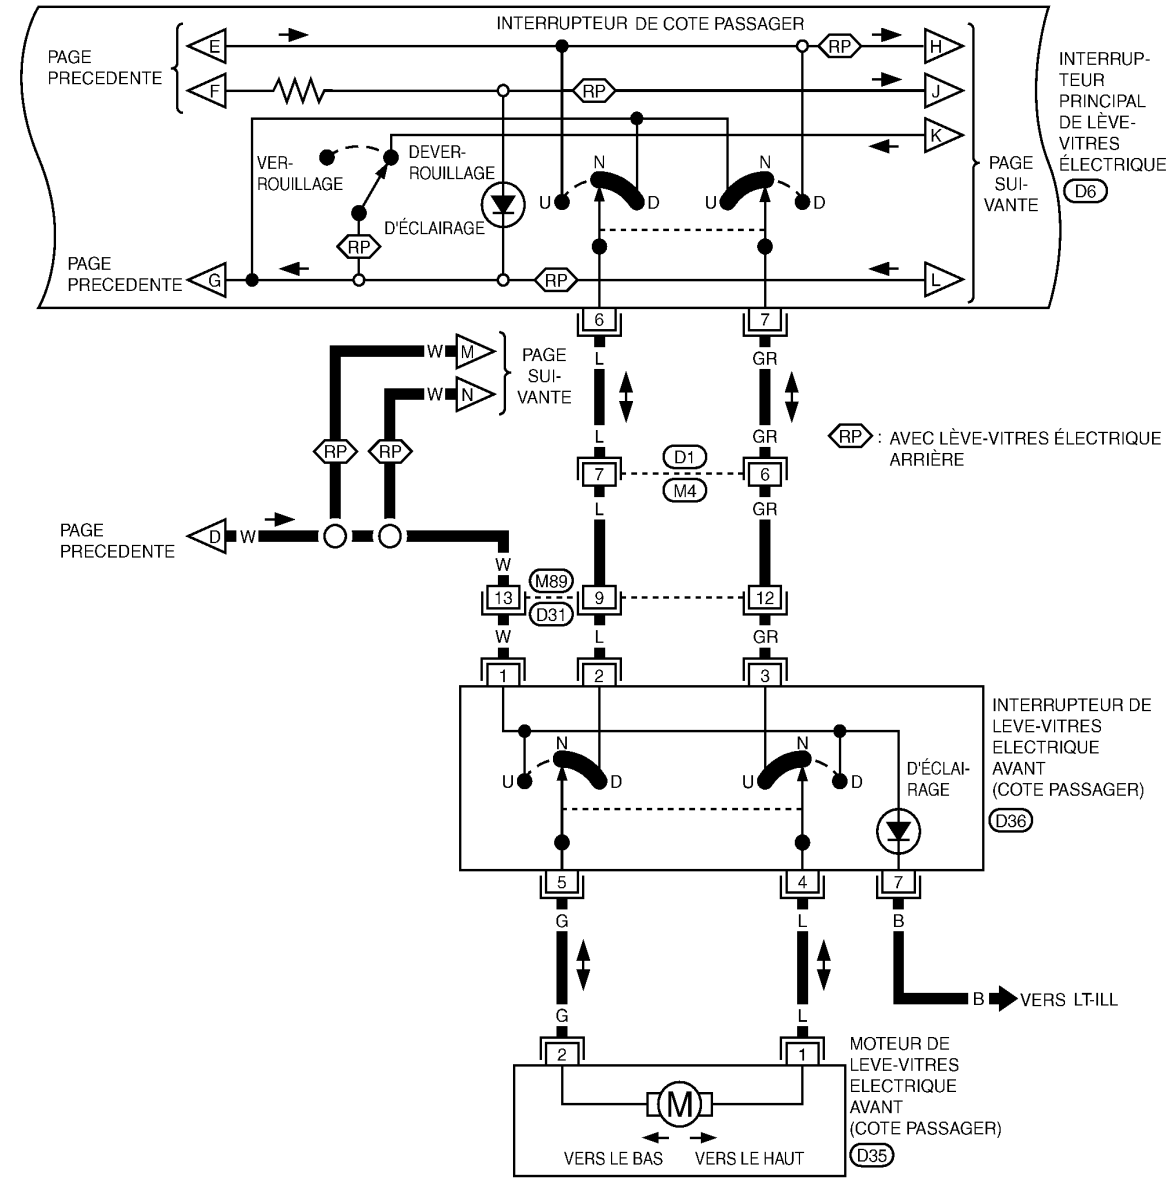 INTERRUPTEUR DE COTE PASSAGER
PAGE
PRECEDENTE
E
RP
H
F
RP
J
K
INTERRUP-
TEUR
PRINCIPAL
DE LÈVE-
VITRES
ÉLECTRIQUE
D6
VER-
ROUILLAGE
DEVER-
ROUILLAGE
N
N
PAGE
SUI-
VANTE
U
D
U
D
D'ÉCLAIRAGE
RP
PAGE
PRECEDENTE
G
RP
L
6
7
W
M
W
N
PAGE
SUI-
VANTE
L
GR
RP
RP
L
GR
RP : AVEC LÈVE-VITRES ÉLECTRIQUE
ARRIÈRE
7
D1
M4
6
L
GR
PAGE
PRECEDENTE
D
W
W
13
M89
D31
9
12
W
L
GR
1
2
3
INTERRUPTEUR DE
LEVE-VITRES
ELECTRIQUE
AVANT
(COTE PASSAGER)
D36
N
N
U
D
U
D
D'ÉCLAI-
RAGE
5
4
7
G
L
B
B
VERS LT-ILL
G
L
2
1
MOTEUR DE
LEVE-VITRES
ELECTRIQUE
AVANT
(COTE PASSAGER)
D35
M
VERS LE BAS
VERS LE HAUT